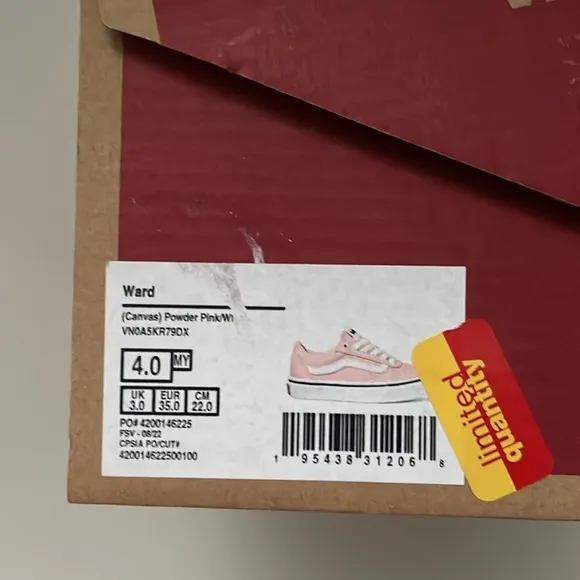 Ward
(Canvas) Powder Pink/W
VN0A5KR79DX
4.0 MY
UK EUR CM
3.0 35.0 22.0
PO# 4200146225
FSV - 08/22
CPSIA PO/CUT#
420014622500100
1 95438 31206 8
limited
quantity